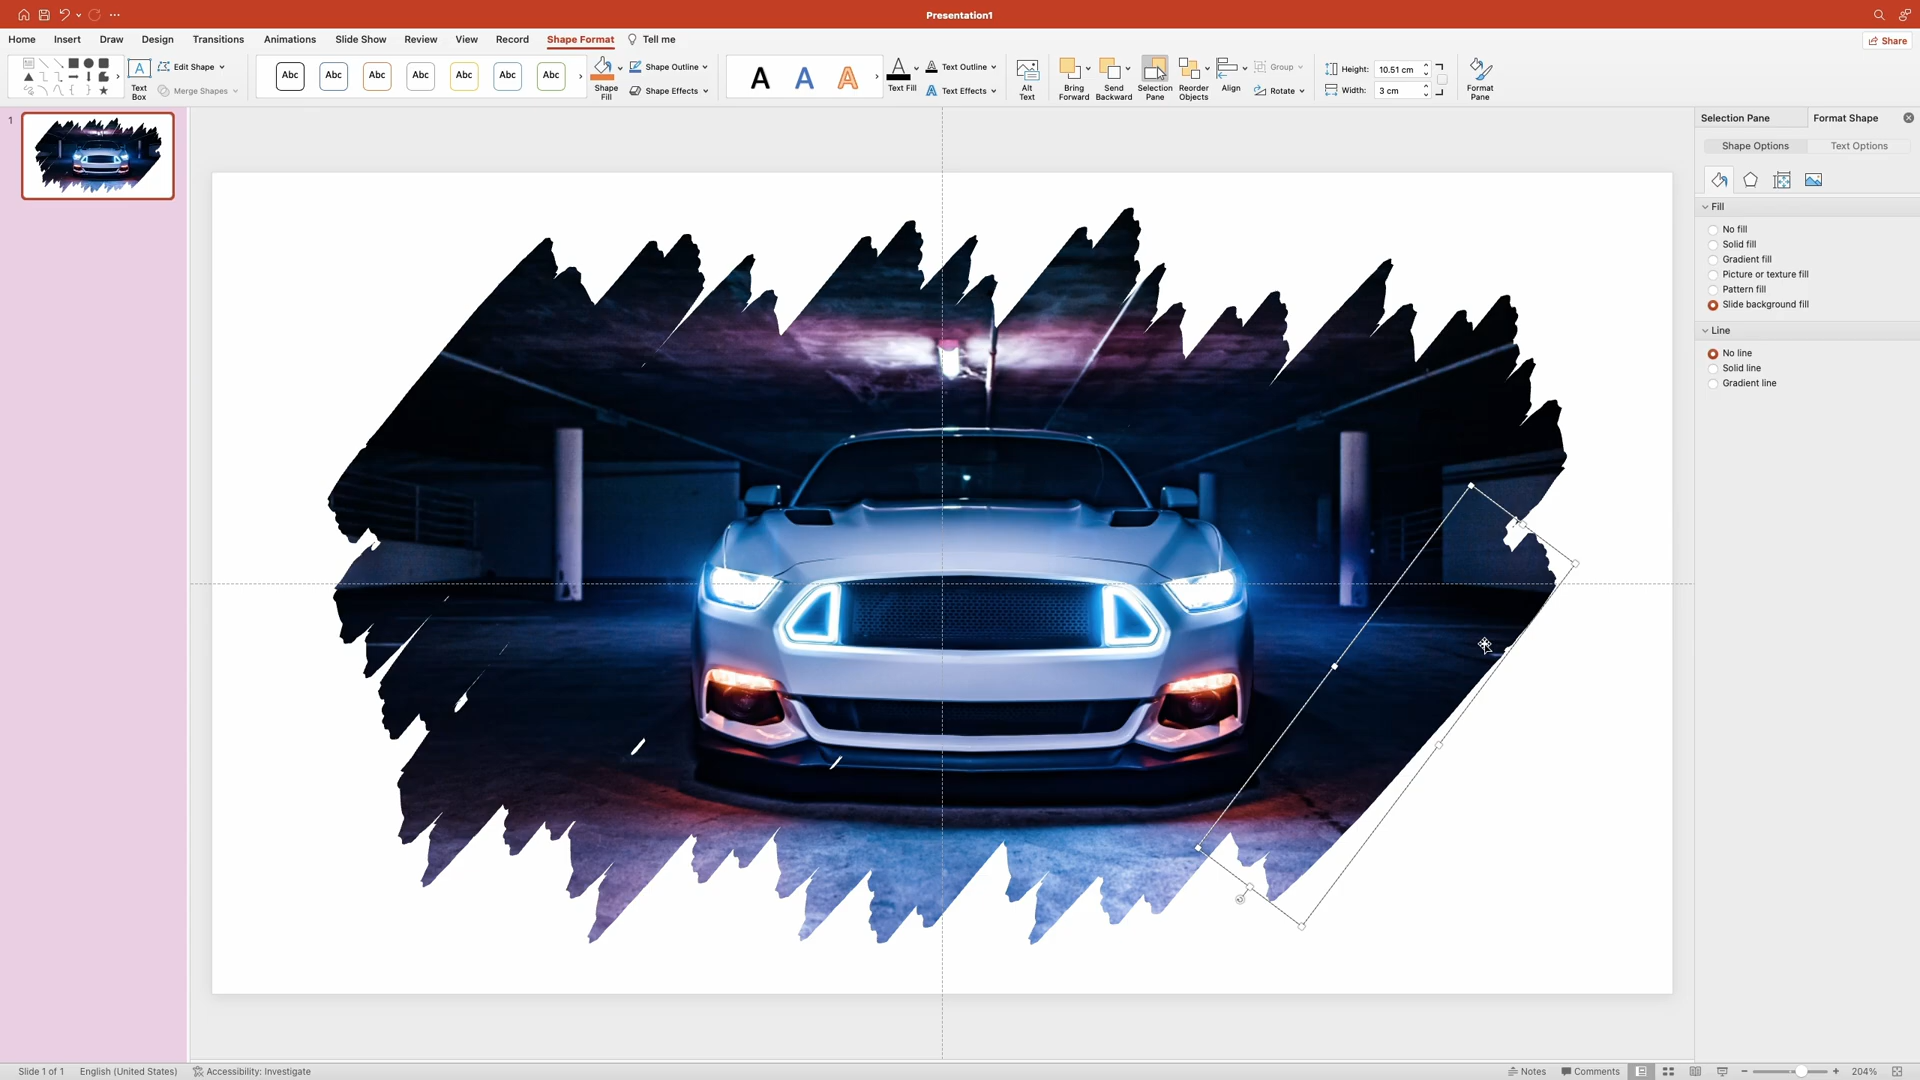 Presentation1
Home Insert Draw Design Transitions Animations Slide Show Review View Record Shape Format Tell me
Share
Text Box
Edit Shape
Merge Shapes
Abc Abc Abc Abc Abc Abc Abc
Shape Fill
Shape Outline
Shape Effects
A A A
Text Fill
Text Outline
Text Effects
Alt Text
Bring Forward
Send Backward
Selection Pane
Reorder Objects
Align
Group
Rotate
Height: 10.51 cm
Width: 3 cm
Format Pane
1
Selection Pane Format Shape
Shape Options Text Options
Fill
No fill
Solid fill
Gradient fill
Picture or texture fill
Pattern fill
Slide background fill
Line
No line
Solid line
Gradient line
Slide 1 of 1 English (United States) Accessibility: Investigate Notes Comments 204%